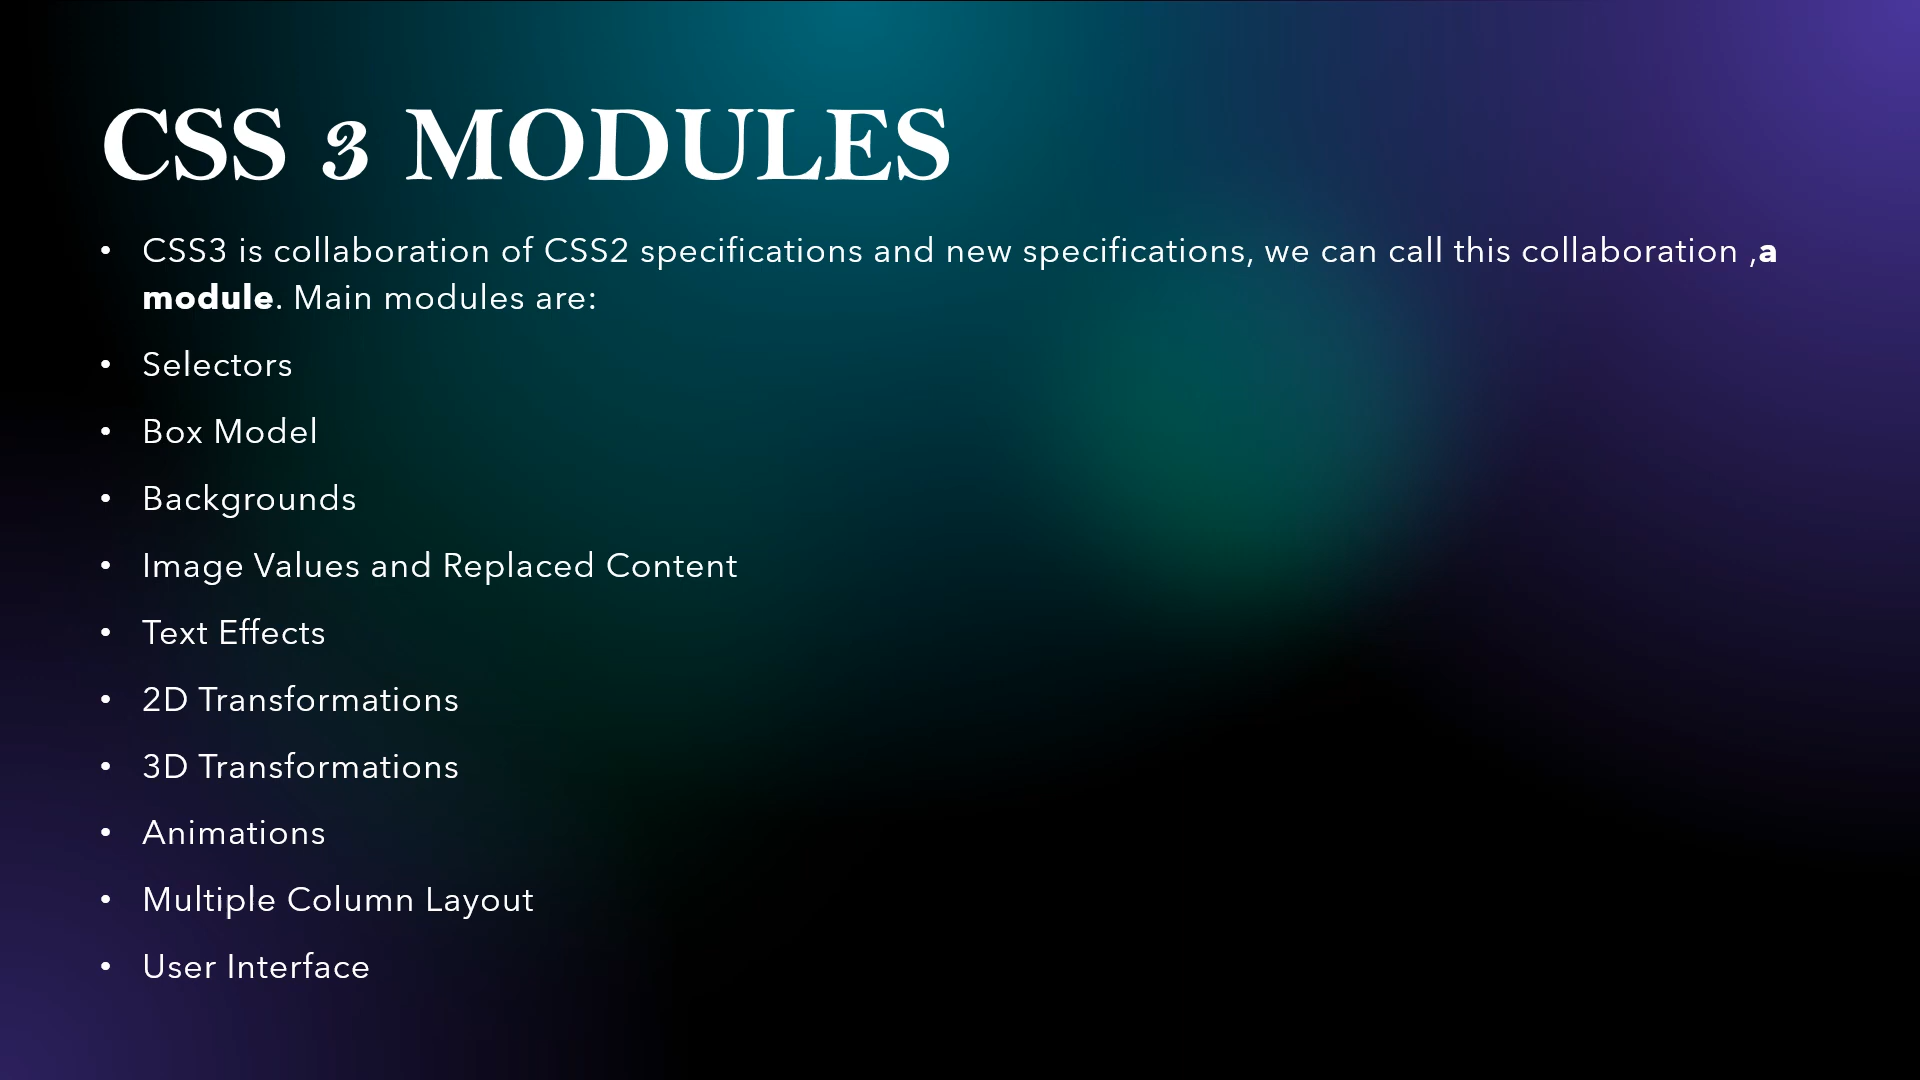 CSS 3 MODULES
• CSS3 is collaboration of CSS2 specifications and new specifications, we can call this collaboration ,a
module. Main modules are:
• Selectors
• Box Model
• Backgrounds
• Image Values and Replaced Content
• Text Effects
• 2D Transformations
• 3D Transformations
• Animations
• Multiple Column Layout
• User Interface